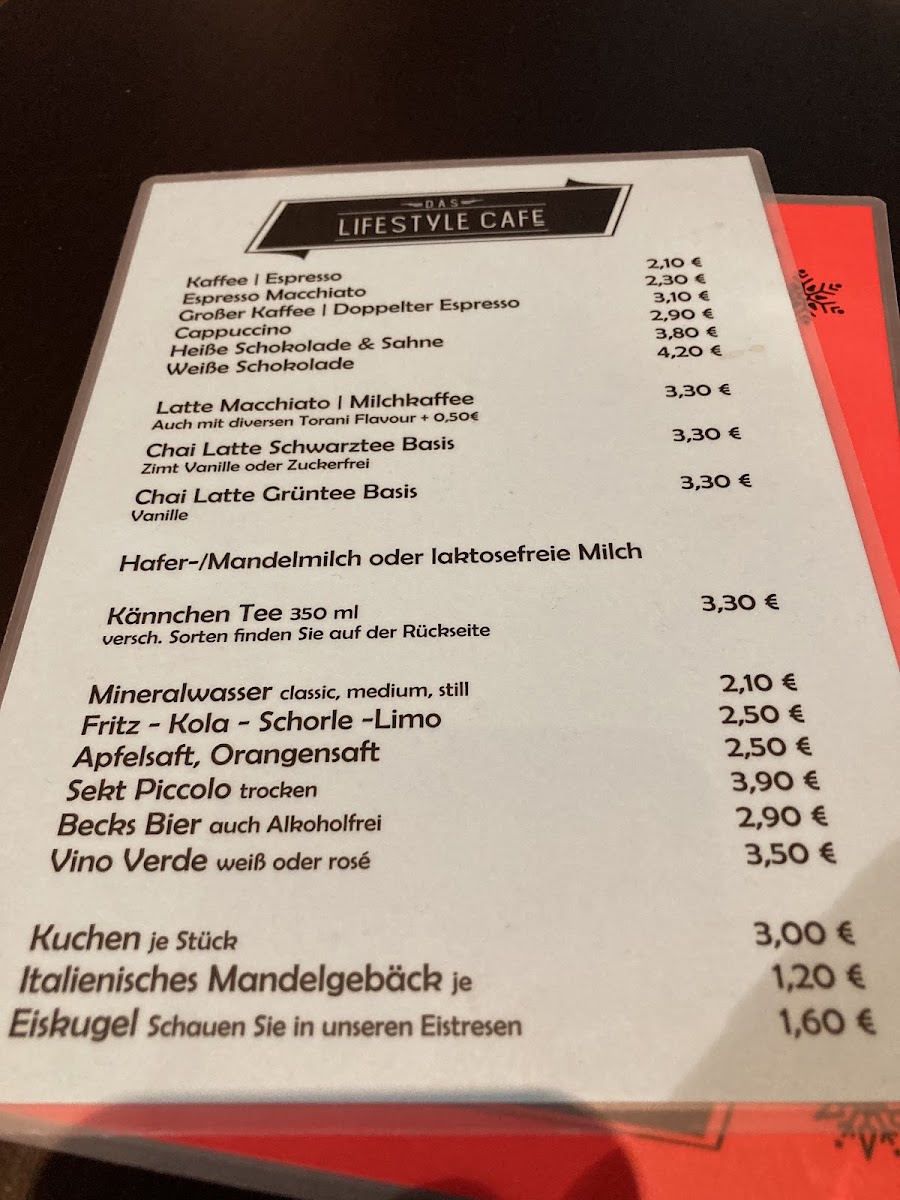 DAS
LIFESTYLE CAFE
Kaffee | Espresso 2,10 €
Espresso Macchiato 2,30 €
Großer Kaffee | Doppelter Espresso 3,10 €
Cappuccino 2,90 €
Heiße Schokolade & Sahne 3,80 €
Weiße Schokolade 4,20 €
Latte Macchiato | Milchkaffee 3,30 €
Auch mit diversen Torani Flavour + 0,50€
Chai Latte Schwarztee Basis 3,30 €
Zimt Vanille oder Zuckerfrei
Chai Latte Grüntee Basis 3,30 €
Vanille
Hafer-/Mandelmilch oder laktosefreie Milch
Kännchen Tee 350 ml 3,30 €
versch. Sorten finden Sie auf der Rückseite
Mineralwasser classic, medium, still 2,10 €
Fritz - Kola - Schorle -Limo 2,50 €
Apfelsaft, Orangensaft 2,50 €
Sekt Piccolo trocken 3,90 €
Becks Bier auch Alkoholfrei 2,90 €
Vino Verde weiß oder rosé 3,50 €
Kuchen je Stück 3,00 €
Italienisches Mandelgebäck je 1,20 €
Eiskugel Schauen Sie in unseren Eistresen 1,60 €